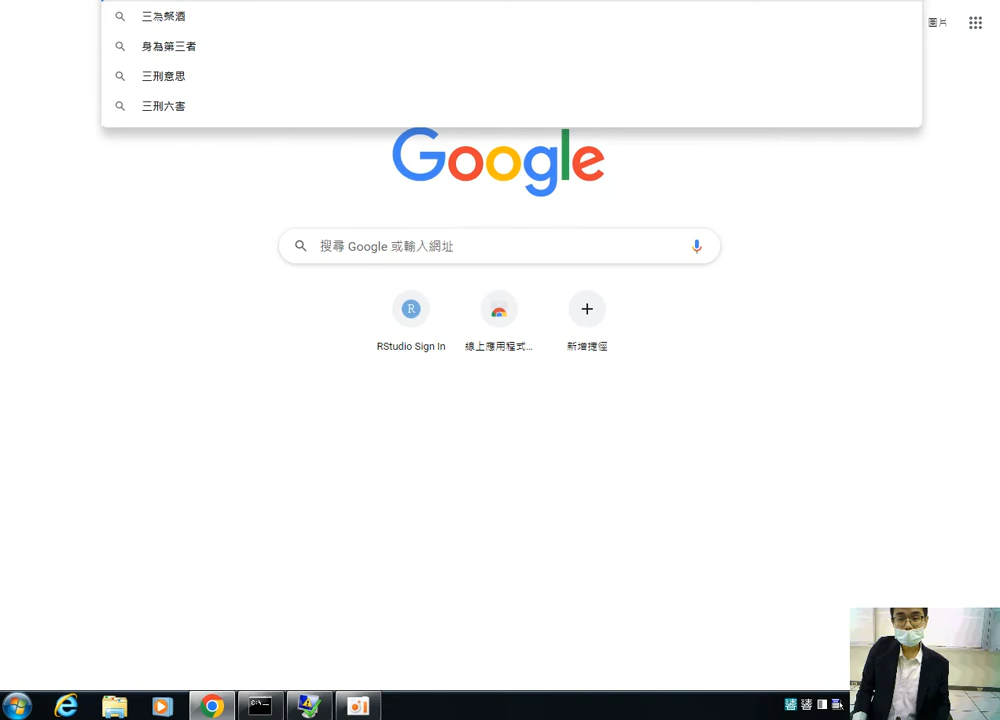 三為祭酒
身為第三者
三刑意思
三刑六害
圖片
Google
搜尋 Google 或輸入網址
R
RStudio Sign In
線上應用程式...
新增捷徑